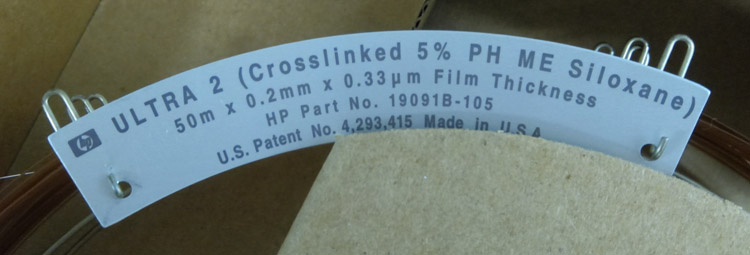 hp ULTRA 2 (Crosslinked 5% PH ME Siloxane)
50m x 0.2mm x 0.33µm Film Thickness
HP Part No. 19091B-105
U.S. Patent No. 4,293,415 Made in U.S.A